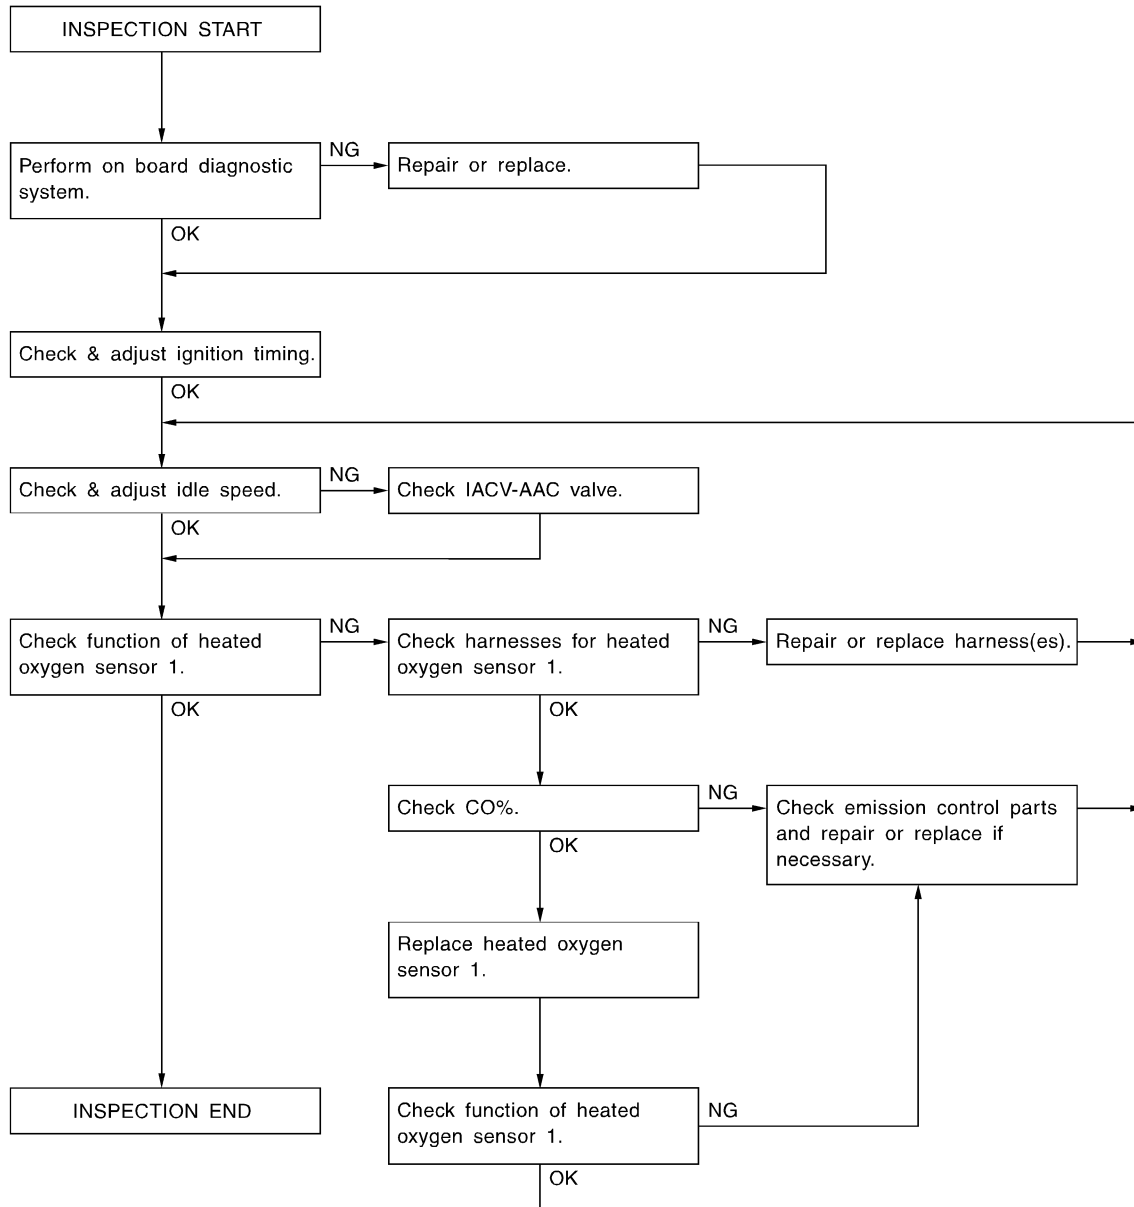 INSPECTION START
Perform on board diagnostic
system.
NG
Repair or replace.
OK
Check & adjust ignition timing.
OK
Check & adjust idle speed.
NG
Check IACV-AAC valve.
OK
Check function of heated
oxygen sensor 1.
NG
Check harnesses for heated
oxygen sensor 1.
NG
Repair or replace harness(es).
OK
OK
Check CO%.
NG
Check emission control parts
and repair or replace if
necessary.
OK
Replace heated oxygen
sensor 1.
INSPECTION END
Check function of heated
oxygen sensor 1.
NG
OK